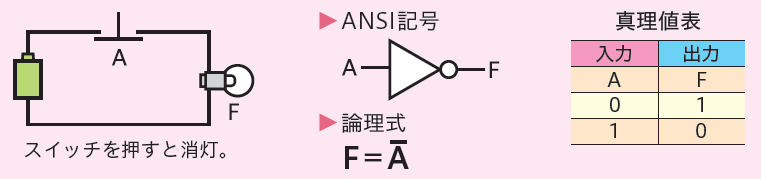 A
F
スイッチを押すと消灯。
▶ANSI記号
A F
▶論理式
F=A̅
真理値表
入力 出力
A F
0 1
1 0